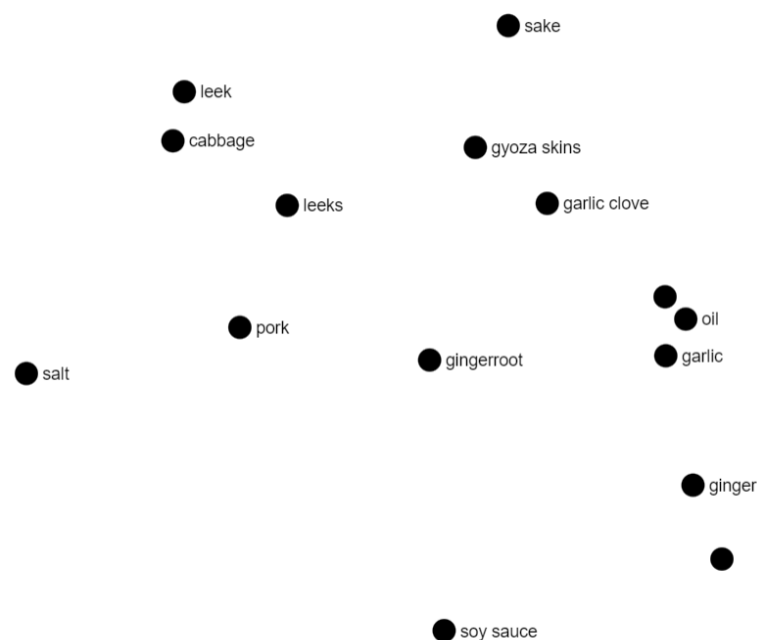 sake
leek
cabbage
gyoza skins
leeks
garlic clove
oil
pork
garlic
gingerroot
salt
ginger
soy sauce